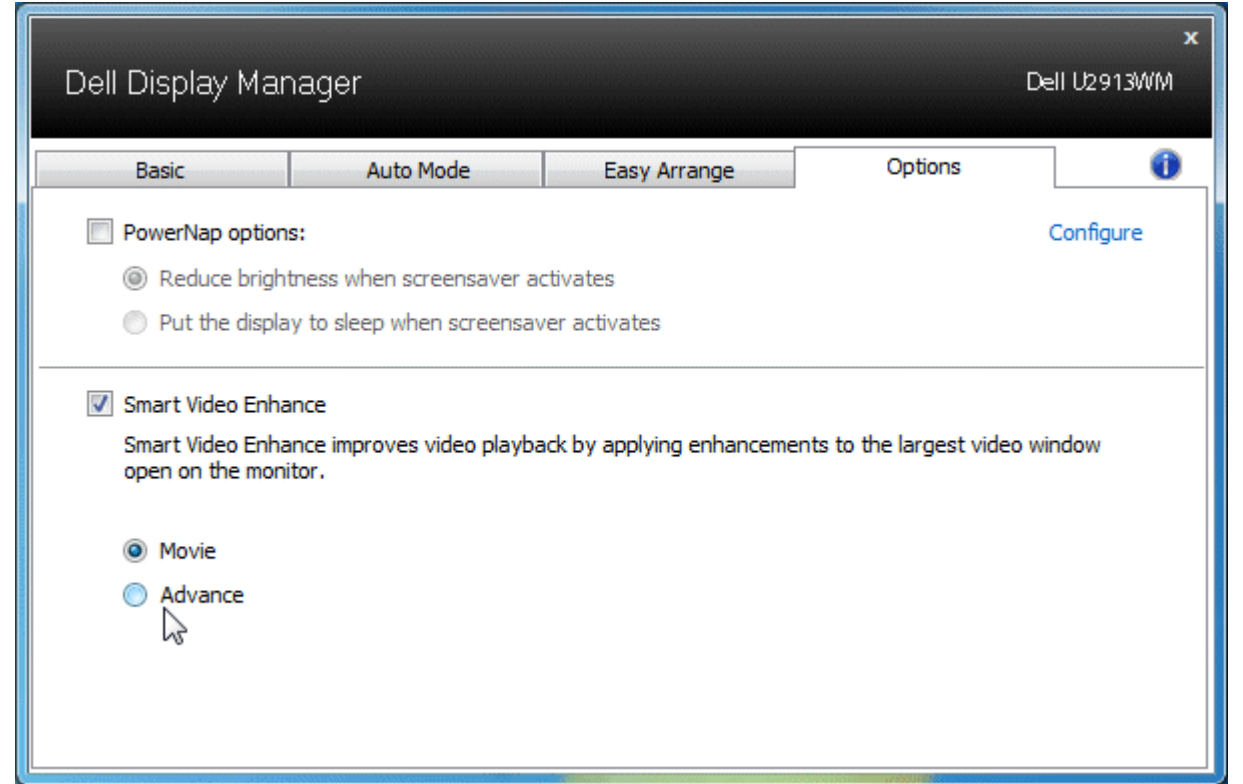 x
Dell Display Manager
Dell U2913WM
Basic
Auto Mode
Easy Arrange
Options
i
PowerNap options:
Configure
Reduce brightness when screensaver activates
Put the display to sleep when screensaver activates
Smart Video Enhance
Smart Video Enhance improves video playback by applying enhancements to the largest video window
open on the monitor.
Movie
Advance